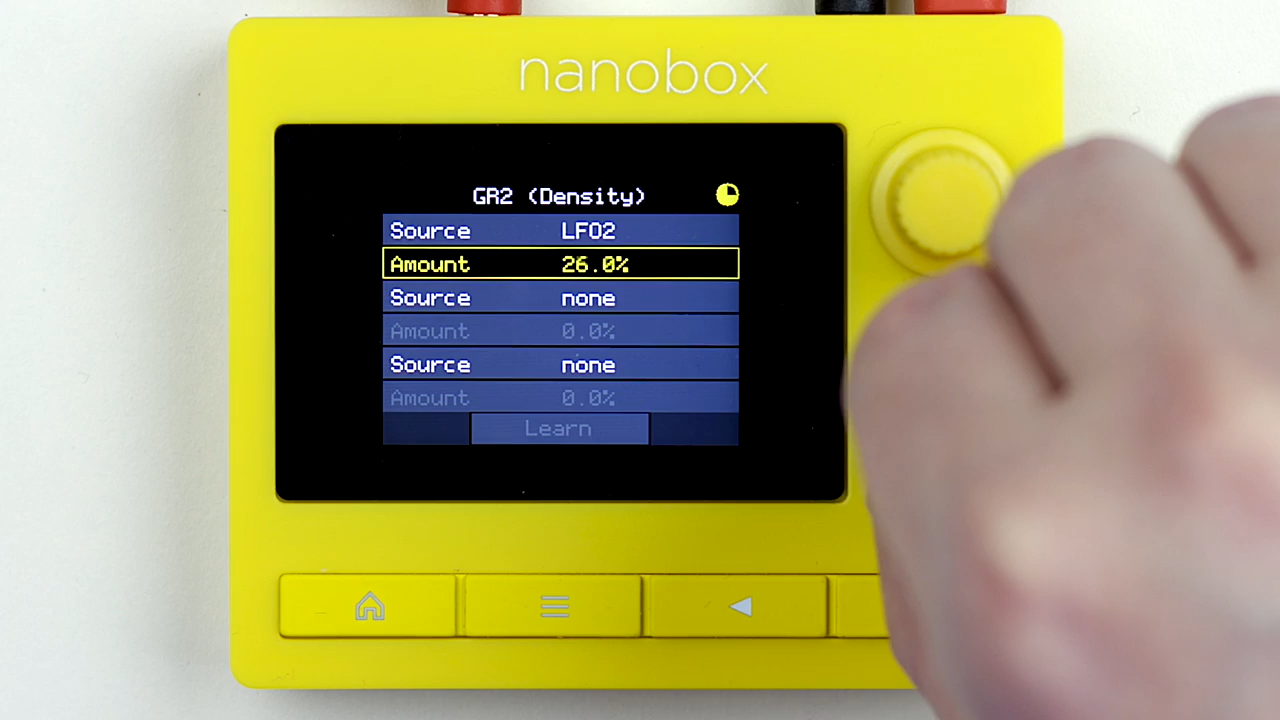 nanobox
GR2 (Density)
Source LFO2
Amount 26.0%
Source none
Amount 0.0%
Source none
Amount 0.0%
Learn